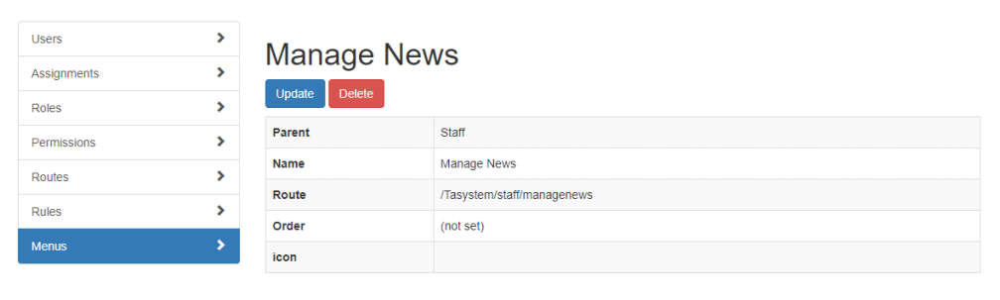 Users
Assignments
Roles
Permissions
Routes
Rules
Menus
Manage News
Update Delete
Parent Staff
Name Manage News
Route /Tasystem/staff/managenews
Order (not set)
icon